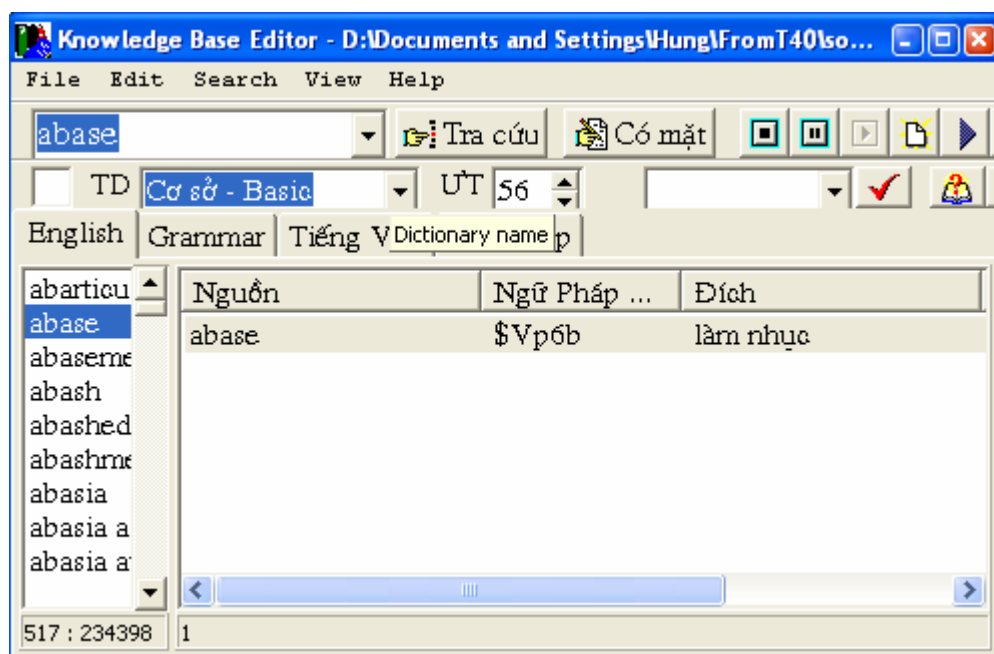 Knowledge Base Editor - D:\Documents and Settings\Hung\FromT40\so...
File Edit Search View Help
abase Tra cứu Có mặt
TD Cơ sở - Basic ƯT 56
English Grammar Tiếng V Dictionary name p
abarticu Nguồn Ngữ Pháp ... Đích
abase abase $Vp6b làm nhục
abaseme
abash
abashed
abashme
abasia
abasia a
abasia a
517 : 234398 1